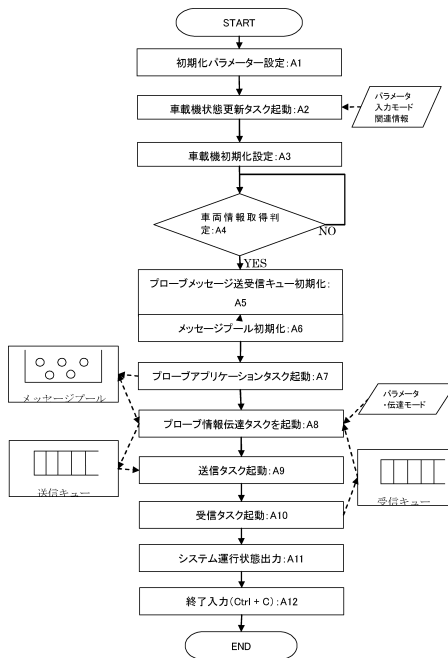 START
初期化パラメーター設定:A1
車載機状態更新タスク起動:A2
パラメータ
入力モード
関連情報
車載機初期化設定:A3
車両情報取得判
定:A4
NO
YES
プローブメッセージ送受信キュー初期化:
A5
メッセージプール初期化:A6
メッセージプール
プローブアプリケーションタスク起動:A7
パラメータ
・伝達モード
プローブ情報伝達タスクを起動:A8
送信キュー
送信タスク起動:A9
受信キュー
受信タスク起動:A10
システム運行状態出力:A11
終了入力(Ctrl + C):A12
END